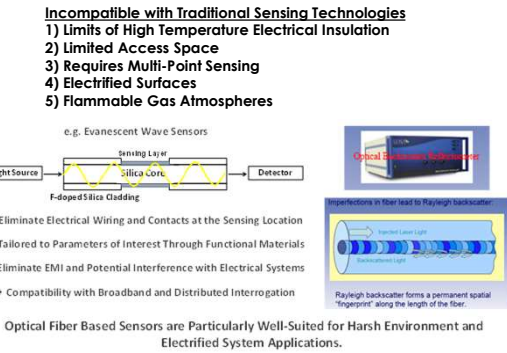 Incompatible with Traditional Sensing Technologies
1) Limits of High Temperature Electrical Insulation
2) Limited Access Space
3) Requires Multi-Point Sensing
4) Electrified Surfaces
5) Flammable Gas Atmospheres
e.g. Evanescent Wave Sensors
Sensing Layer
ght Source
Silica Core
Detector
F-doped Silica Cladding
Eliminate Electrical Wiring and Contacts at the Sensing Location
Tailored to Parameters of Interest Through Functional Materials
Eliminate EMI and Potential Interference with Electrical Systems
Compatibility with Broadband and Distributed Interrogation
Optical
Imperfections in fiber lead to Rayleigh backscatter:
Injected Laser Light
Backscattered Light
Rayleigh backscatter forms a permanent spatial
"fingerprint" along the length of the fiber.
Optical Fiber Based Sensors are Particularly Well-Suited for Harsh Environment and
Electrified System Applications.